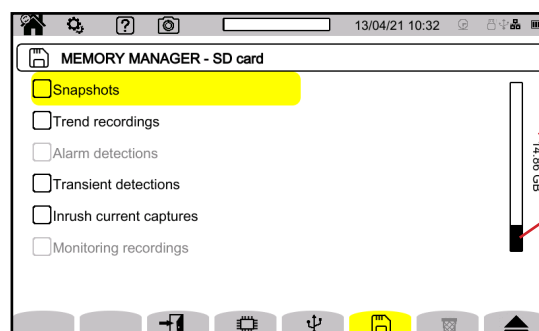 13/04/21 10:32
MEMORY MANAGER - SD card
Snapshots
Trend recordings
Alarm detections
Transient detections
Inrush current captures
Monitoring recordings
14.86 GB